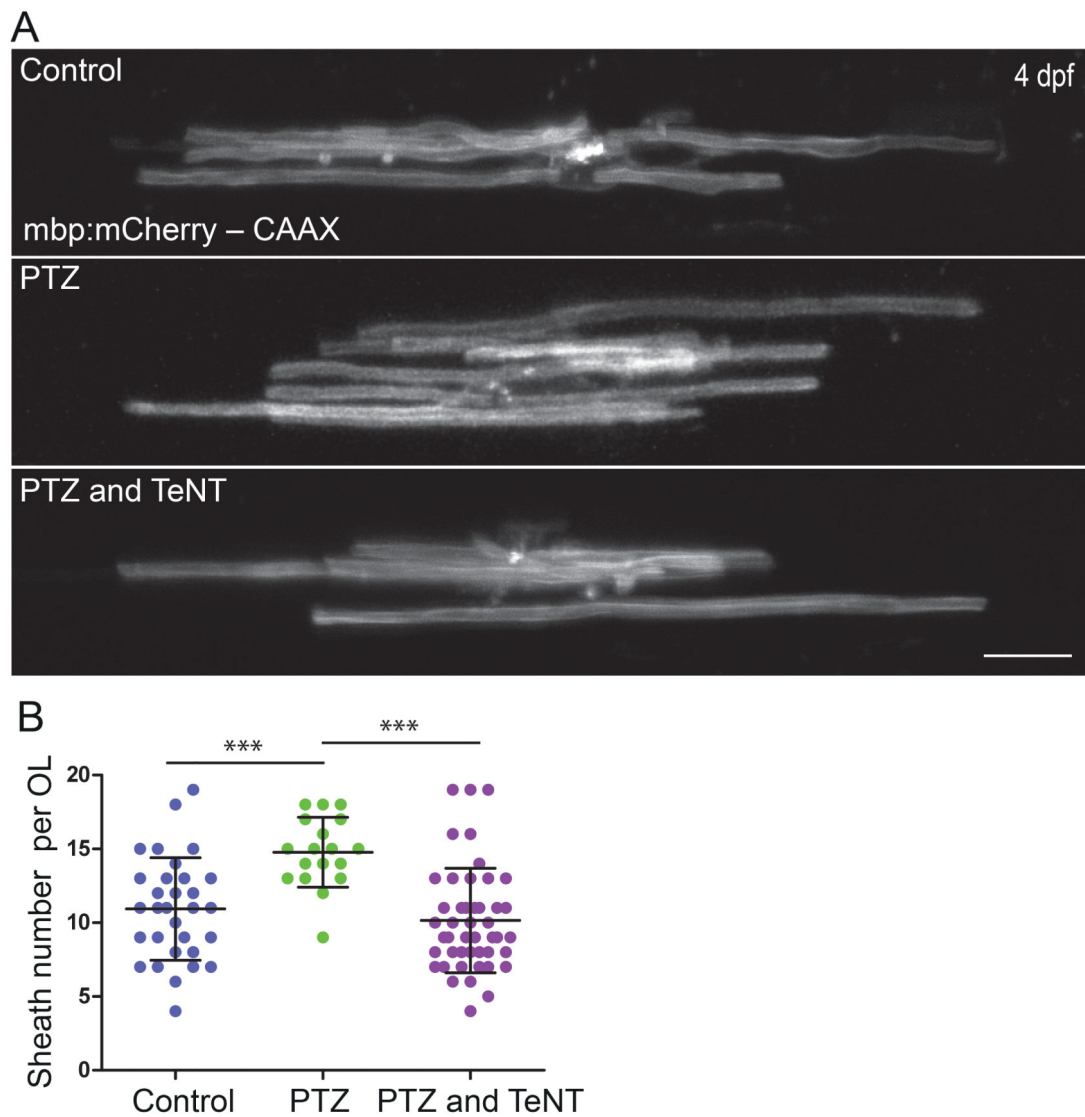 A
Control
4 dpf
mbp:mCherry – CAAX
PTZ
PTZ and TeNT
B
*** ***
Sheath number per OL
20
15
10
5
0
Control PTZ PTZ and TeNT